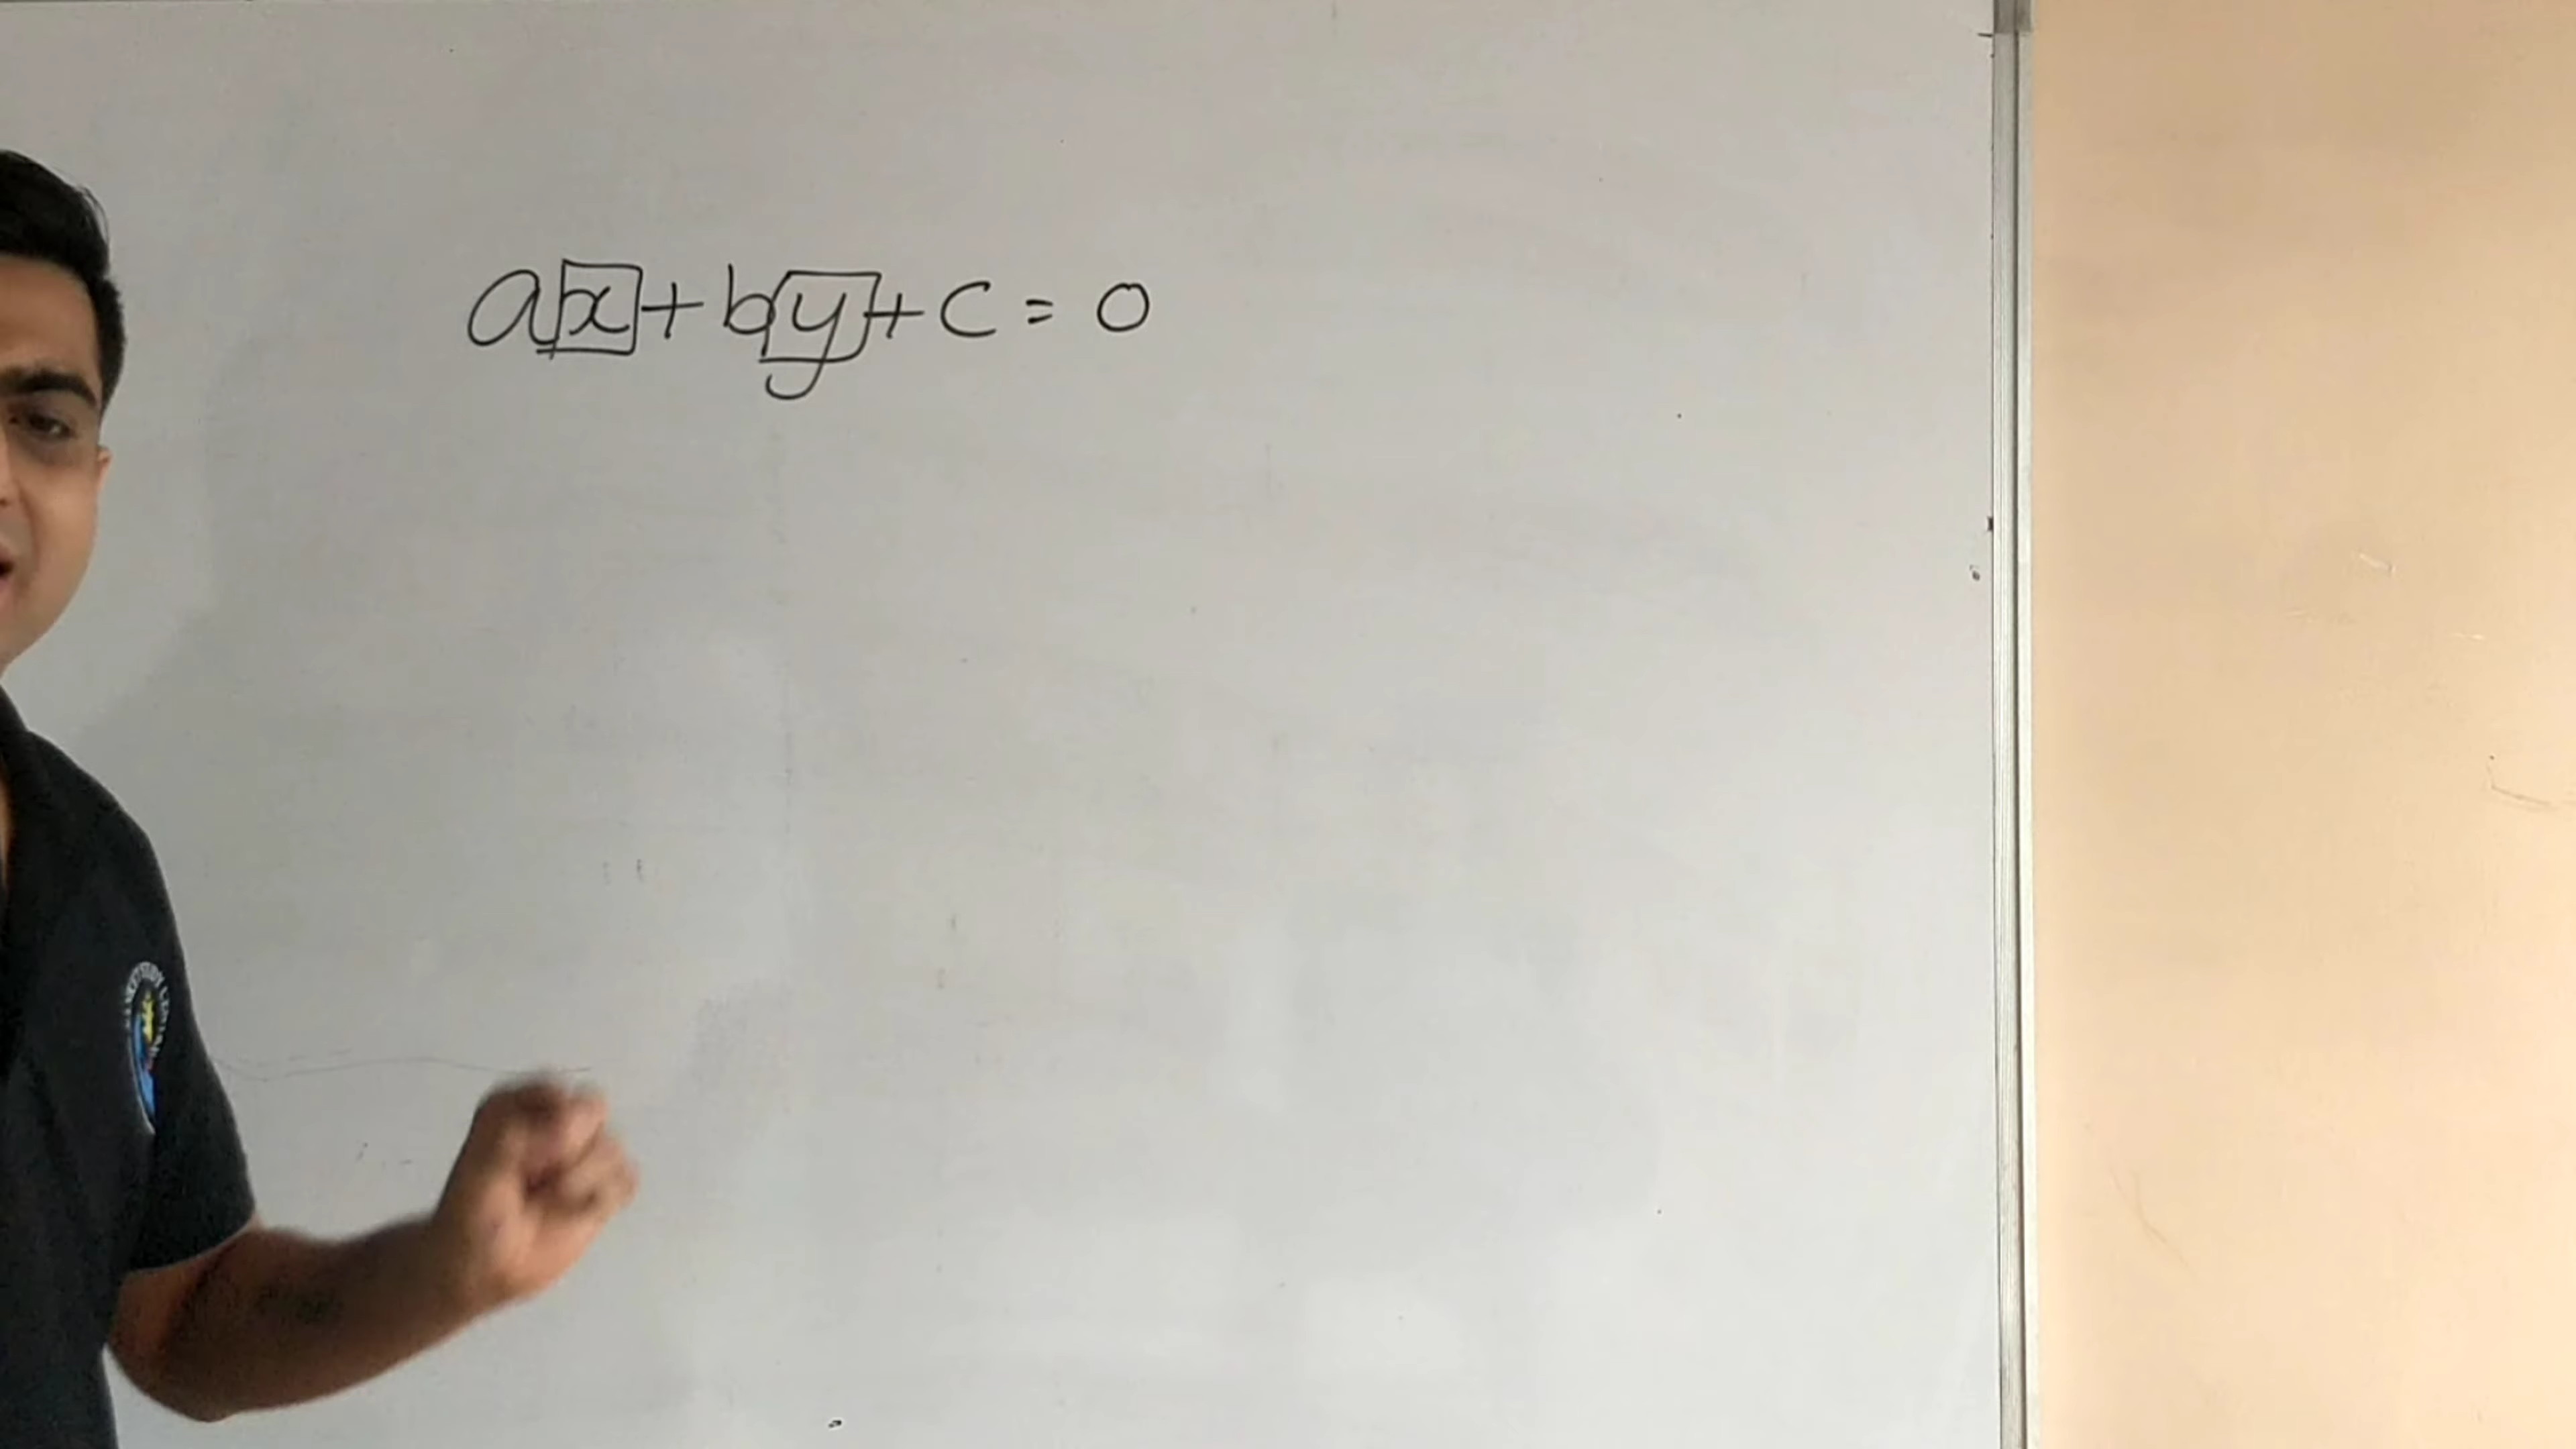 ax + by + c = 0